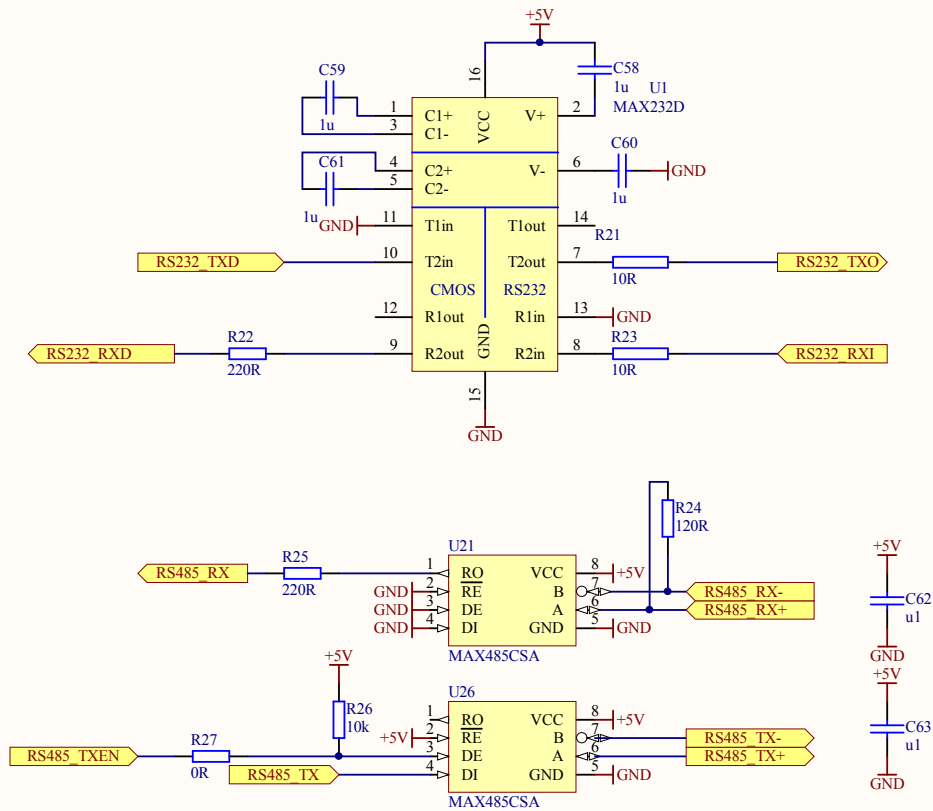 +5V
C59
1u
16
C58
1u
U1
MAX232D
1
C1+
3
C1-
VCC
V+
2
C61
1u
4
C2+
5
C2-
V-
6
C60
1u
GND
GND
11
T1in
T1out
14
R21
RS232_TXD
10
T2in
T2out
7
10R
RS232_TXO
CMOS
RS232
12
R1out
R1in
13
GND
RS232_RXD
R22
220R
9
R2out
GND
R2in
8
R23
10R
RS232_RXI
15
GND
R24
120R
U21
RS485_RX
R25
220R
1
RO
VCC
8
+5V
GND
2
RE
B
7
RS485_RX-
GND
3
DE
A
6
RS485_RX+
GND
4
DI
GND
5
GND
MAX485CSA
+5V
C62
u1
GND
+5V
R26
10k
U26
1
RO
VCC
8
+5V
+5V
2
RE
B
7
RS485_TX-
RS485_TXEN
R27
0R
3
DE
A
6
RS485_TX+
RS485_TX
4
DI
GND
5
GND
MAX485CSA
+5V
C63
u1
GND